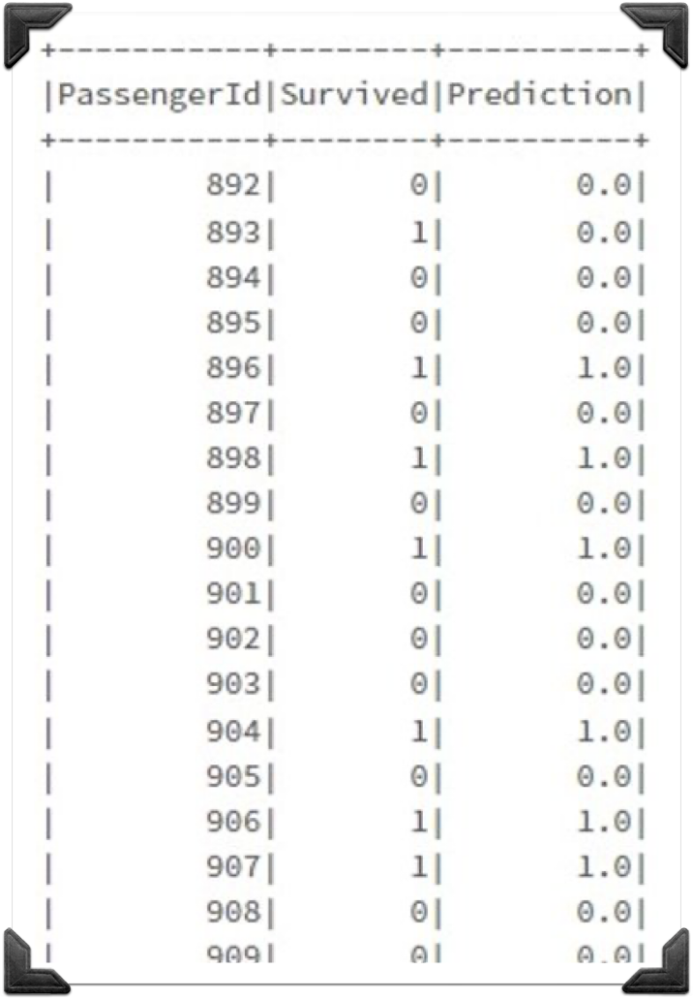 +-----------+--------+----------+
|PassengerId|Survived|Prediction|
+-----------+--------+----------+
|        892|       0|       0.0|
|        893|       1|       0.0|
|        894|       0|       0.0|
|        895|       0|       0.0|
|        896|       1|       1.0|
|        897|       0|       0.0|
|        898|       1|       1.0|
|        899|       0|       0.0|
|        900|       1|       1.0|
|        901|       0|       0.0|
|        902|       0|       0.0|
|        903|       0|       0.0|
|        904|       1|       1.0|
|        905|       0|       0.0|
|        906|       1|       1.0|
|        907|       1|       1.0|
|        908|       0|       0.0|
|        909|       0|       0.0|